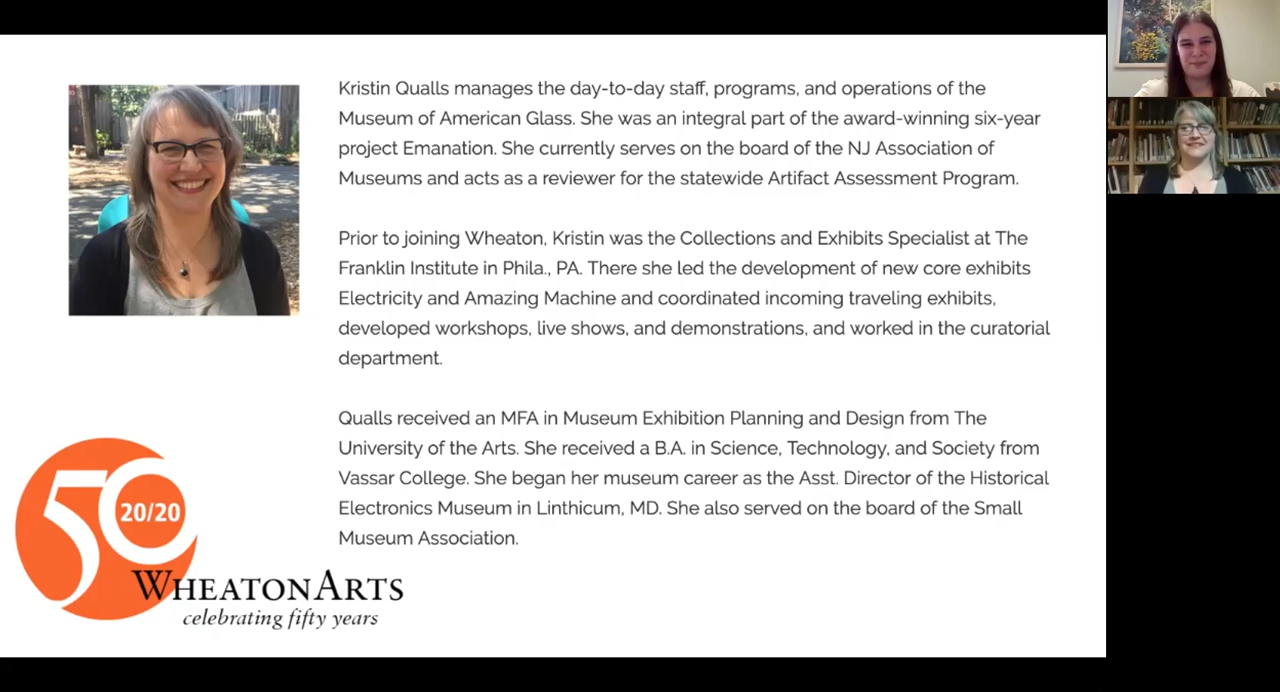 Kristin Qualls manages the day-to-day staff, programs, and operations of the
Museum of American Glass. She was an integral part of the award-winning six-year
project Emanation. She currently serves on the board of the NJ Association of
Museums and acts as a reviewer for the statewide Artifact Assessment Program.
Prior to joining Wheaton, Kristin was the Collections and Exhibits Specialist at The
Franklin Institute in Phila., PA. There she led the development of new core exhibits
Electricity and Amazing Machine and coordinated incoming traveling exhibits,
developed workshops, live shows, and demonstrations, and worked in the curatorial
department.
Qualls received an MFA in Museum Exhibition Planning and Design from The
University of the Arts. She received a B.A. in Science, Technology, and Society from
Vassar College. She began her museum career as the Asst. Director of the Historical
Electronics Museum in Linthicum, MD. She also served on the board of the Small
Museum Association.
50
20/20
WHEATONARTS
celebrating fifty years